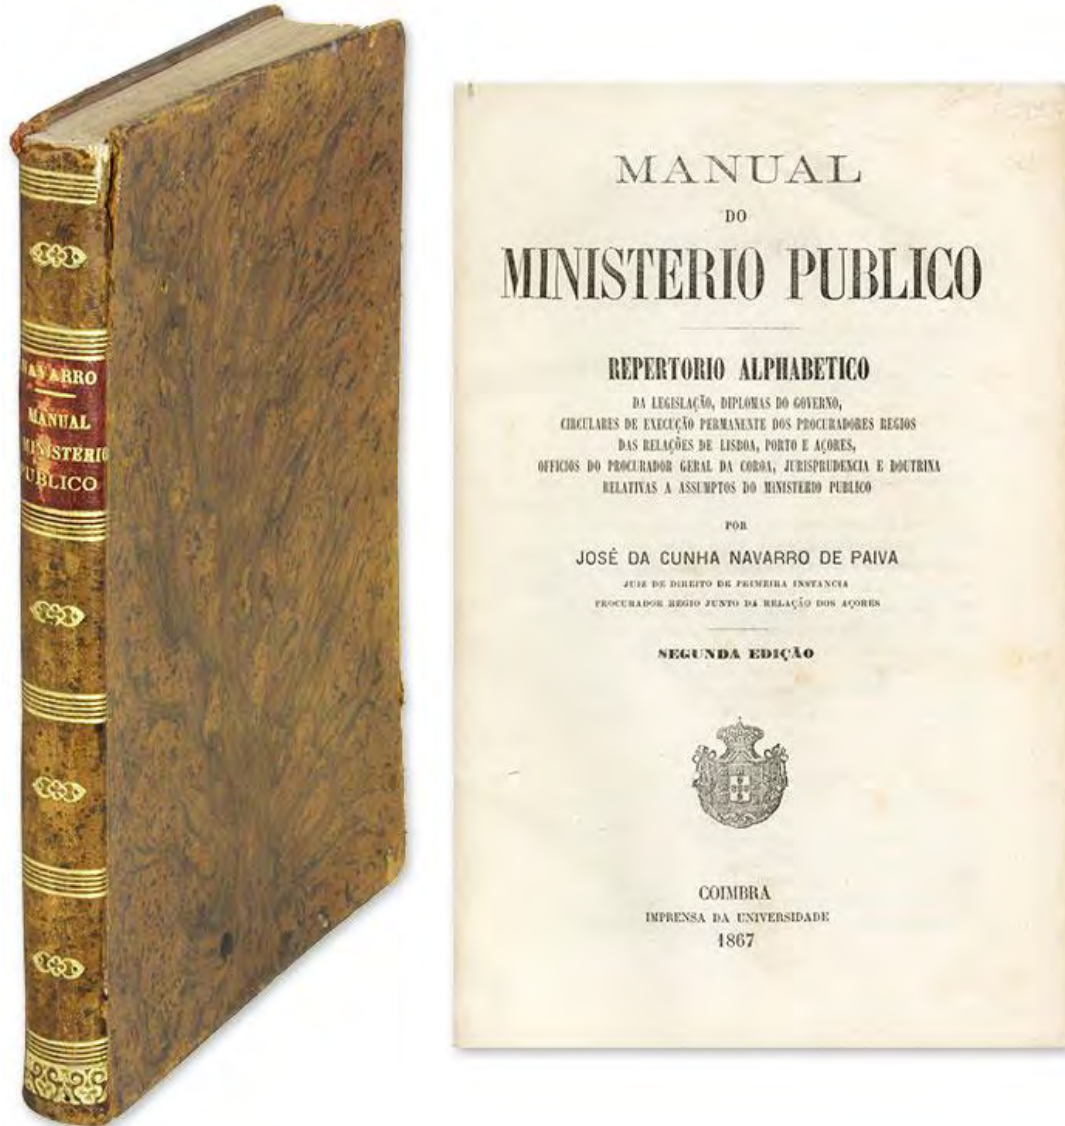 NAVARRO
MANUAL
MINISTERIO
PUBLICO
MANUAL
DO
MINISTERIO PUBLICO
REPERTORIO ALPHABETICO
DA LEGISLAÇÃO, DIPLOMAS DO GOVERNO,
CIRCULARES DE EXECUÇÃO PERMANENTE DOS PROCURADORES REGIOS
DAS RELAÇÕES DE LISBOA, PORTO E AÇORES,
OFFICIOS DO PROCURADOR GERAL DA COROA, JURISPRUDENCIA E DOUTRINA
RELATIVAS A ASSUMPTOS DO MINISTERIO PUBLICO
POR
JOSÉ DA CUNHA NAVARRO DE PAIVA
JUIZ DE DIREITO DE PRIMEIRA INSTANCIA
PROCURADOR REGIO JUNTO DA RELAÇÃO DOS AÇORES
SEGUNDA EDIÇÃO
COIMBRA
IMPRENSA DA UNIVERSIDADE
1867